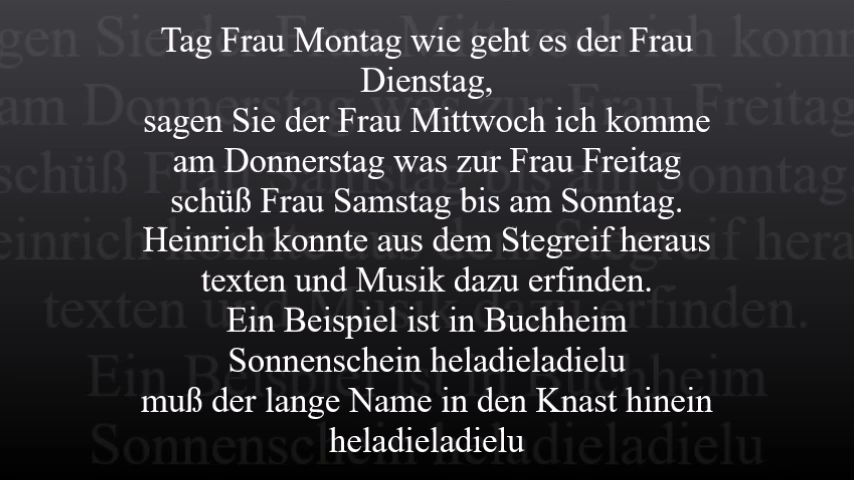 Tag Frau Montag wie geht es der Frau
Dienstag,
sagen Sie der Frau Mittwoch ich komme
am Donnerstag was zur Frau Freitag
schüß Frau Samstag bis am Sonntag.
Heinrich konnte aus dem Stegreif heraus
texten und Musik dazu erfinden.
Ein Beispiel ist in Buchheim
Sonnenschein heladieladielu
muß der lange Name in den Knast hinein
heladieladielu